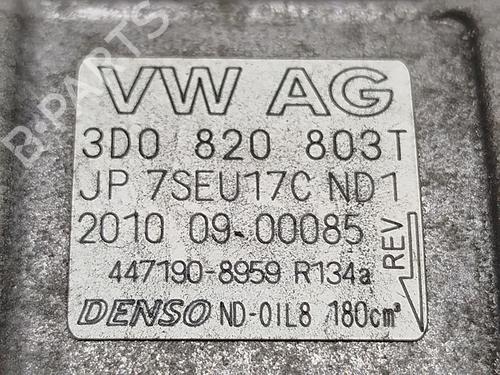 B-PARTS
VW AG
3D0 820 803T
JP 7SEU17C ND1
2010 09-00085
REV
447190-8959 R134a
DENSO ND-OIL8 180cm³